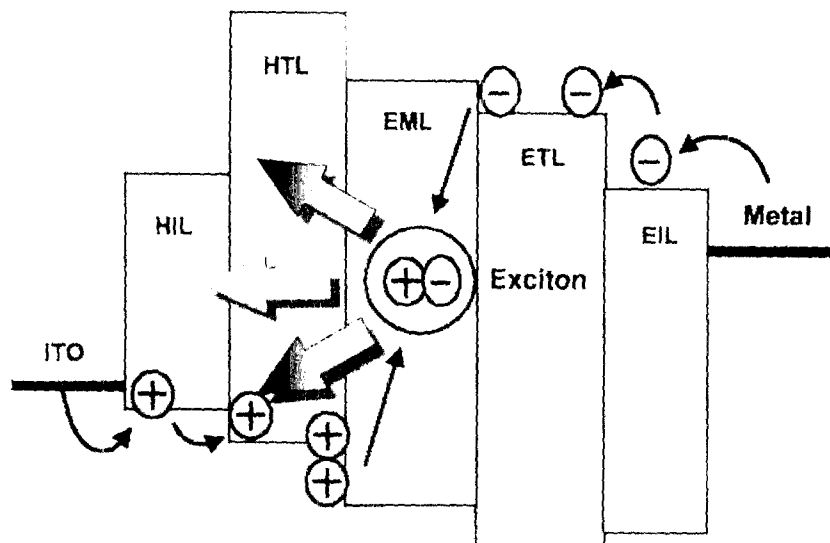 HTL
EML
ETL
HIL
EIL
Metal
Exciton
ITO
+ -
- - -
+ + + +